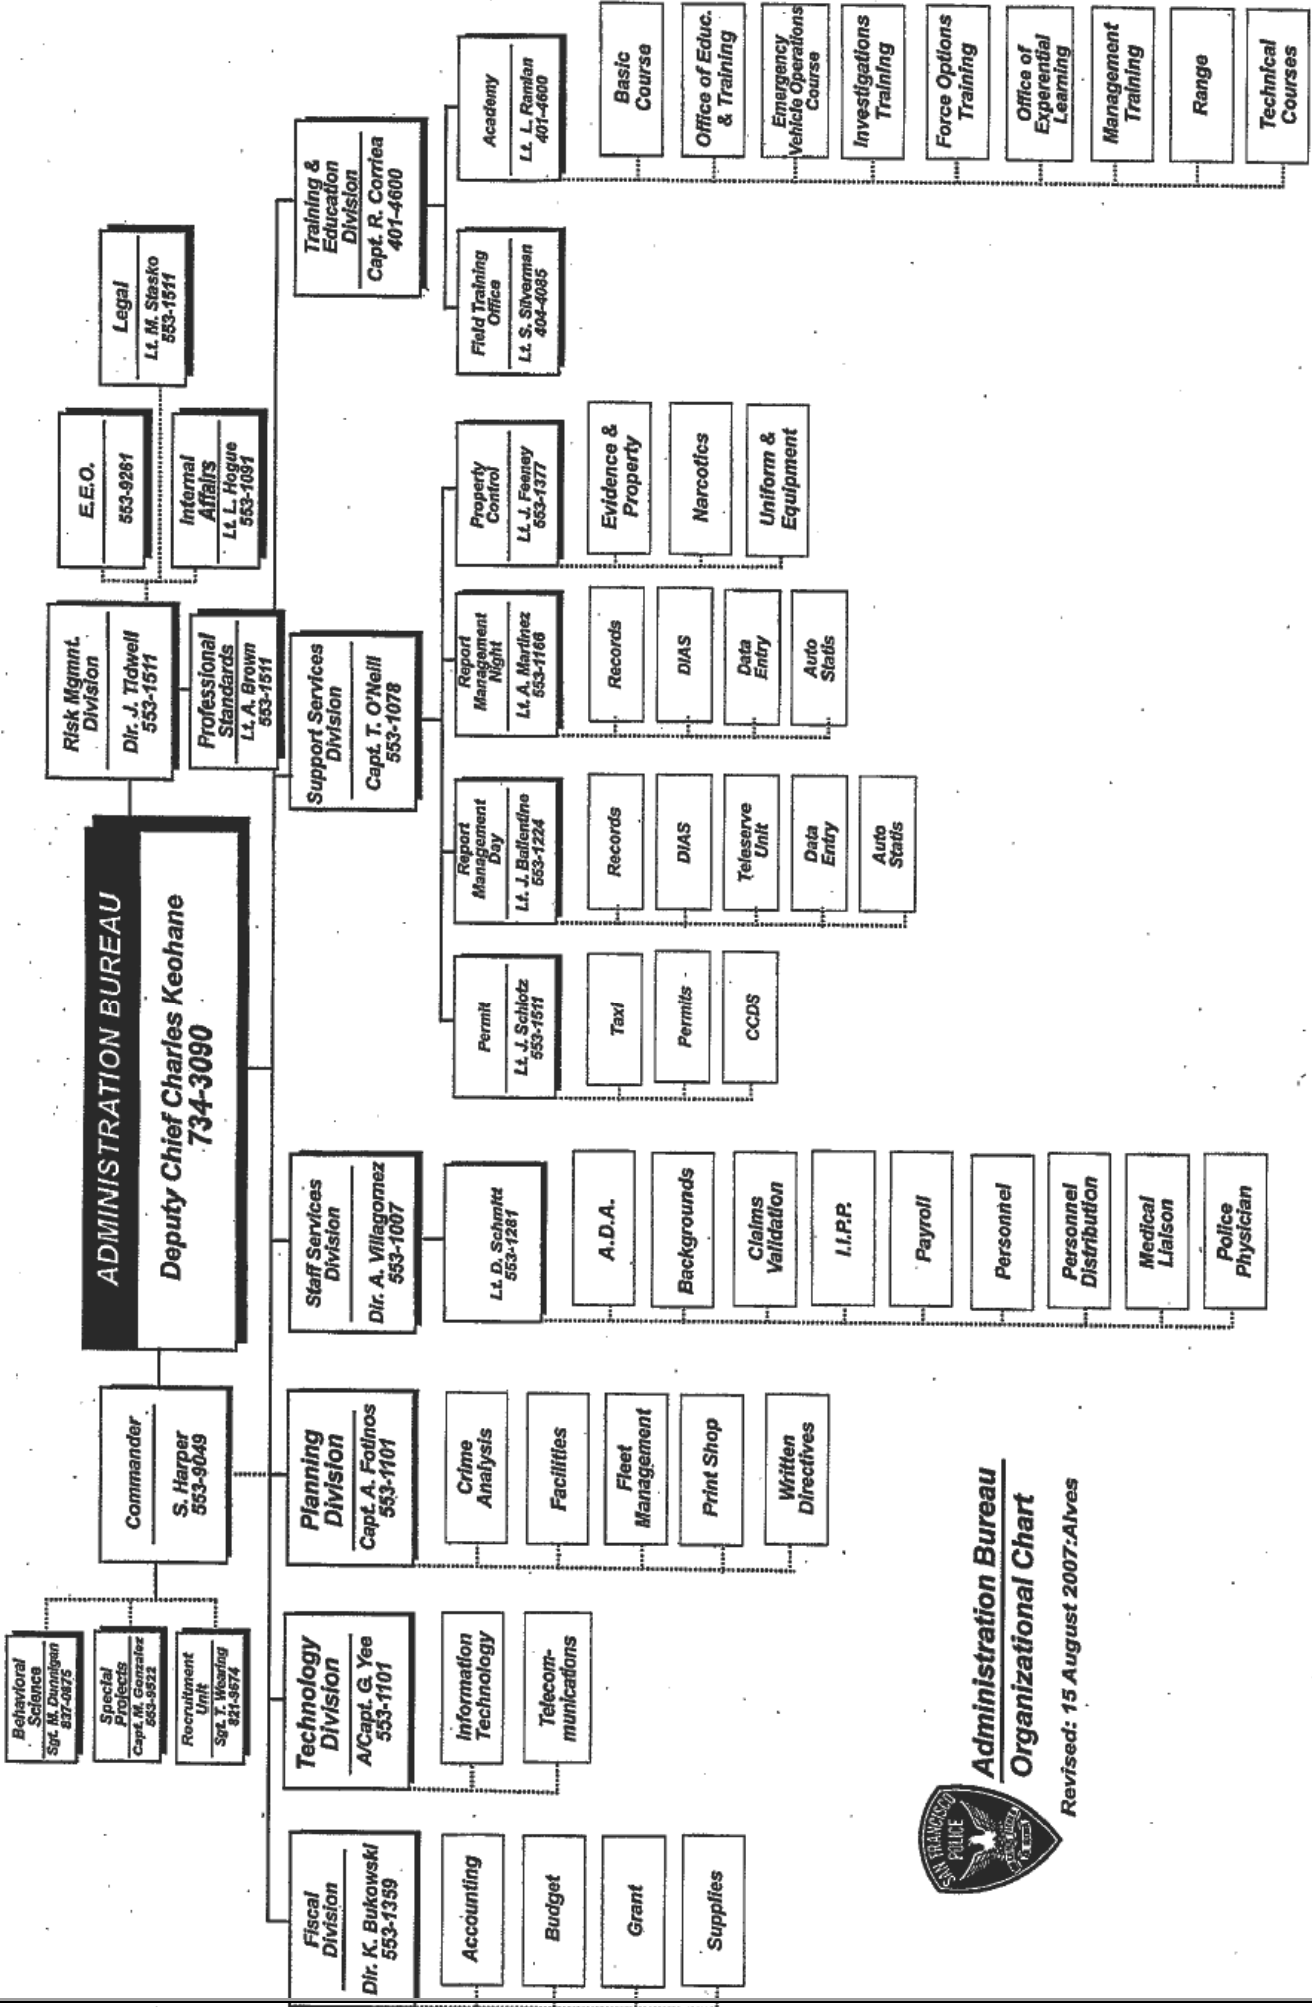 ADMINISTRATION BUREAU
Deputy Chief Charles Keohane
734-3090
Behavioral
Science
Sgt. M. Dunnigan
837-0875
Special
Projects
Capt. M. Gonzalez
553-9522
Recruitment
Unit
Sgt. T. Wearing
821-9674
Commander
S. Harper
553-9049
Risk Mgmnt.
Division
Dir. J. Tidwell
553-1511
Professional
Standards
Lt. A. Brown
553-1511
E.E.O.
553-9261
Internal
Affairs
Lt. L. Hogue
553-1091
Legal
Lt. M. Stasko
553-1511
Fiscal
Division
Dir. K. Bukowski
553-1359
Accounting
Budget
Grant
Supplies
Technology
Division
A/Capt. G. Yee
553-1101
Information
Technology
Telecom-
munications
Planning
Division
Capt. A. Fotinos
553-1101
Crime
Analysis
Facilities
Fleet
Management
Print Shop
Written
Directives
Staff Services
Division
Dir. A. Villagomez
553-1007
Lt. D. Schmitt
553-1281
A.D.A.
Backgrounds
Claims
Validation
I.I.P.P.
Payroll
Personnel
Personnel
Distribution
Medical
Liaison
Police
Physician
Support Services
Division
Capt. T. O'Neill
553-1078
Permit
Lt. J. Schlotz
553-1511
Taxi
Permits
CCDS
Report
Management
Day
Lt. J. Ballentine
553-1224
Records
DIAS
Teleserve
Unit
Data
Entry
Auto
Statis
Report
Management
Night
Lt. A. Martinez
553-1166
Records
DIAS
Data
Entry
Auto
Statis
Property
Control
Lt. J. Feeney
553-1377
Evidence &
Property
Narcotics
Uniform &
Equipment
Training &
Education
Division
Capt. R. Corriea
401-4600
Field Training
Office
Lt. S. Silverman
404-4085
Academy
Lt. L. Ramlan
401-4600
Basic
Course
Office of Educ.
& Training
Emergency
Vehicle Operations
Course
Investigations
Training
Force Options
Training
Office of
Experential
Learning
Management
Training
Range
Technical
Courses
SAN FRANCISCO
POLICE
Administration Bureau
Organizational Chart
Revised: 15 August 2007:Alves